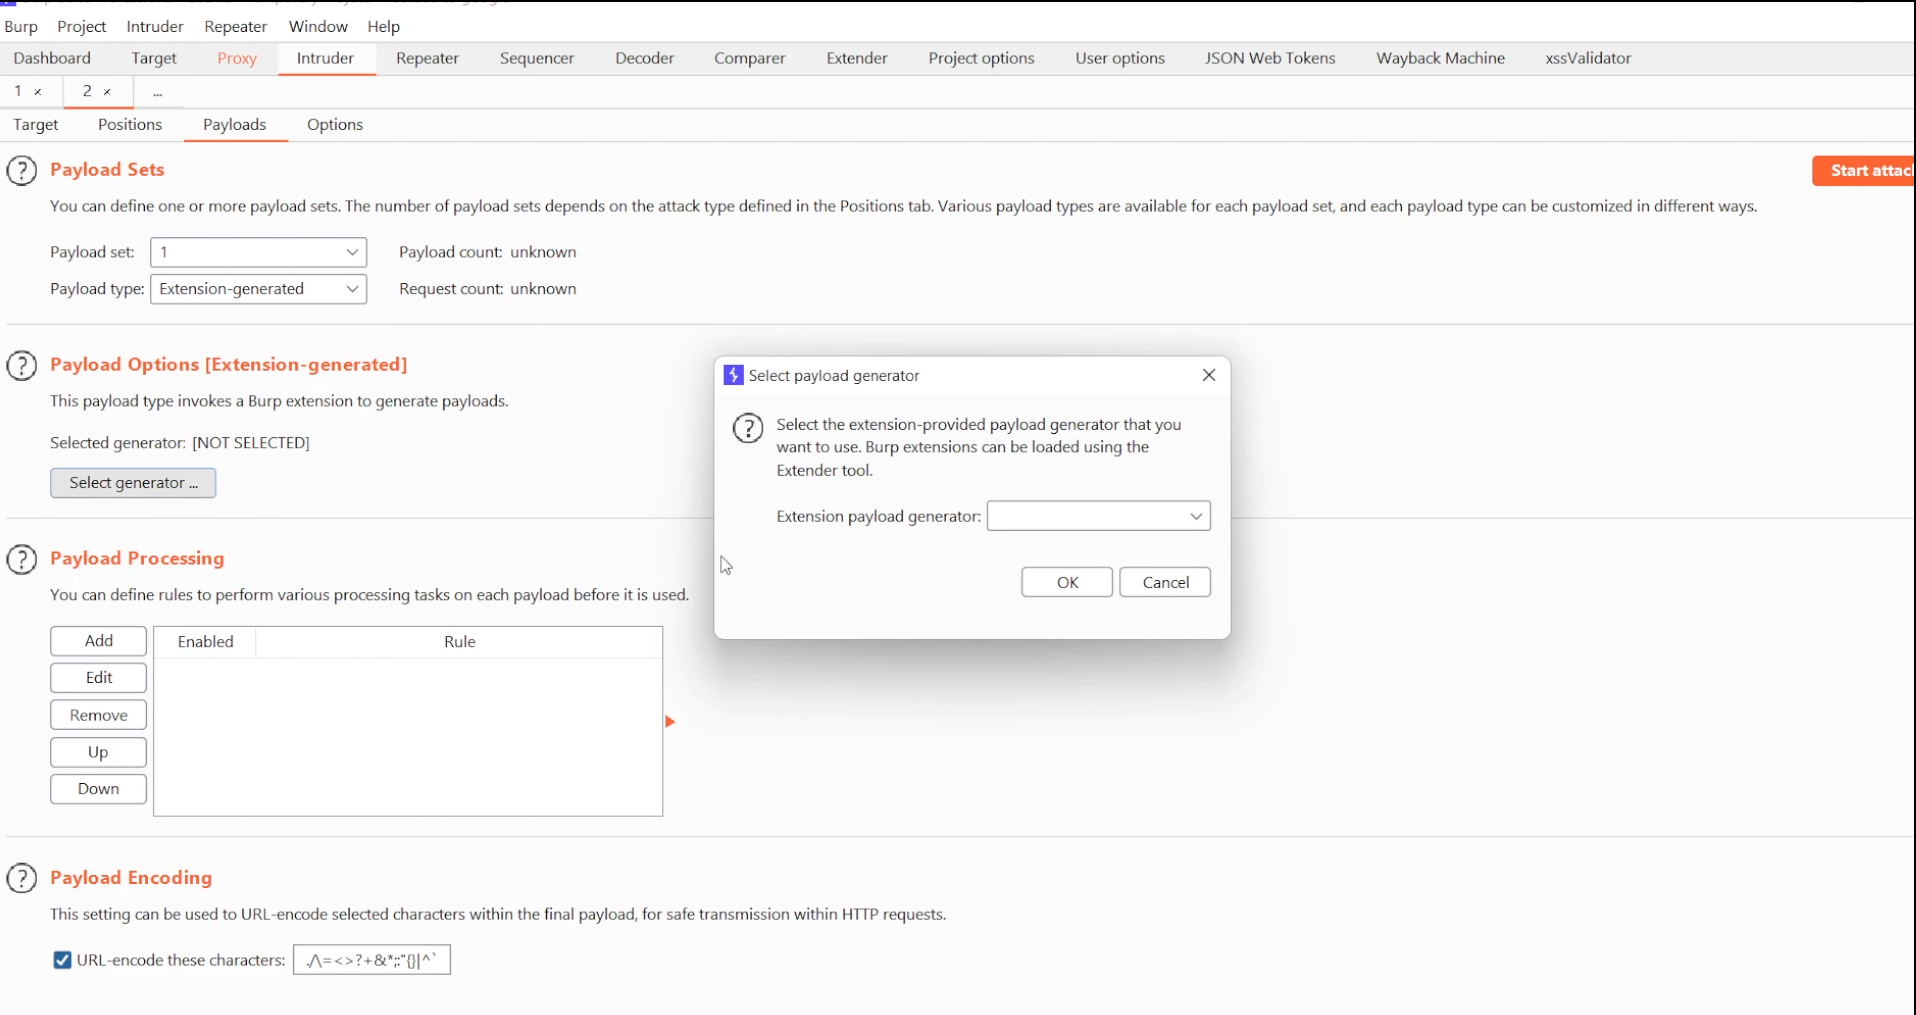 Burp Project Intruder Repeater Window Help
Dashboard Target Proxy Intruder Repeater Sequencer Decoder Comparer Extender Project options User options JSON Web Tokens Wayback Machine xssValidator
1 × 2 × ...
Target Positions Payloads Options
? Payload Sets
Start attac
You can define one or more payload sets. The number of payload sets depends on the attack type defined in the Positions tab. Various payload types are available for each payload set, and each payload type can be customized in different ways.
Payload set: 1 Payload count: unknown
Payload type: Extension-generated Request count: unknown
? Payload Options [Extension-generated]
This payload type invokes a Burp extension to generate payloads.
Selected generator: [NOT SELECTED]
Select generator ...
Select payload generator
? Select the extension-provided payload generator that you
want to use. Burp extensions can be loaded using the
Extender tool.
Extension payload generator:
OK Cancel
? Payload Processing
You can define rules to perform various processing tasks on each payload before it is used.
Add Enabled Rule
Edit
Remove
Up
Down
? Payload Encoding
This setting can be used to URL-encode selected characters within the final payload, for safe transmission within HTTP requests.
URL-encode these characters: ./\=<>?+&*;:"{}|^`